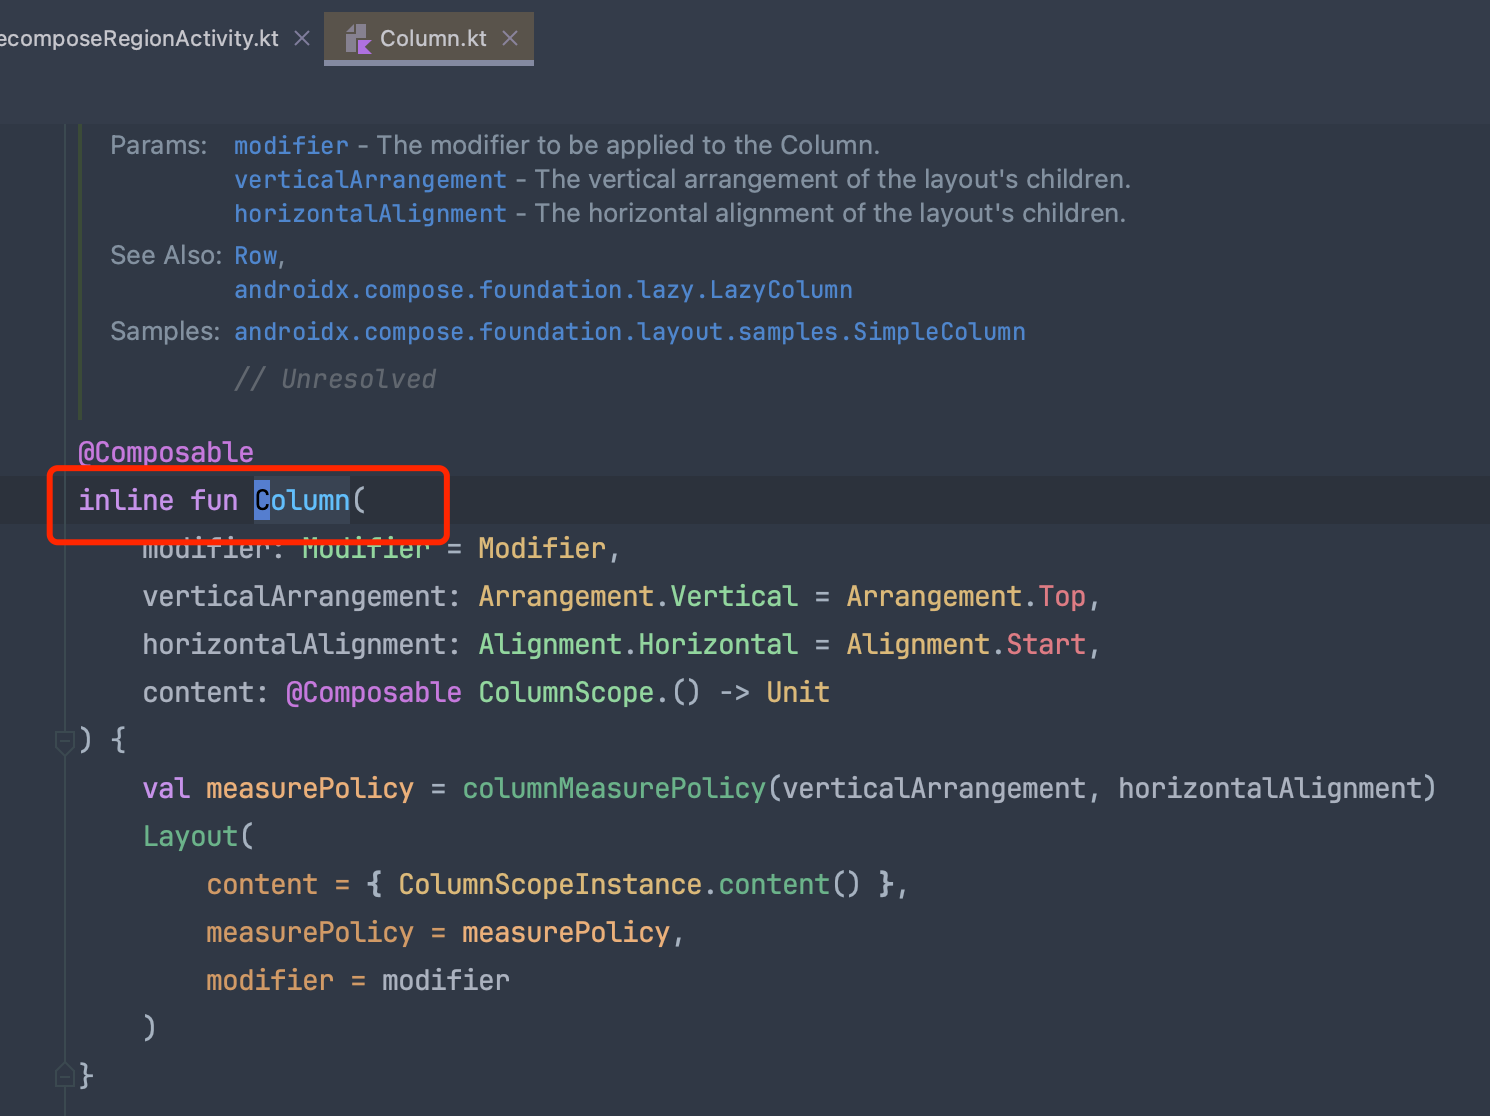 ecomposeRegionActivity.kt
Column.kt
Params: modifier - The modifier to be applied to the Column.
verticalArrangement - The vertical arrangement of the layout's children.
horizontalAlignment - The horizontal alignment of the layout's children.
See Also: Row,
androidx.compose.foundation.lazy.LazyColumn
Samples: androidx.compose.foundation.layout.samples.SimpleColumn
// Unresolved
@Composable
inline fun Column(
modifier: Modifier = Modifier,
verticalArrangement: Arrangement.Vertical = Arrangement.Top,
horizontalAlignment: Alignment.Horizontal = Alignment.Start,
content: @Composable ColumnScope.() -> Unit
) {
val measurePolicy = columnMeasurePolicy(verticalArrangement, horizontalAlignment)
Layout(
content = { ColumnScopeInstance.content() },
measurePolicy = measurePolicy,
modifier = modifier
)
}